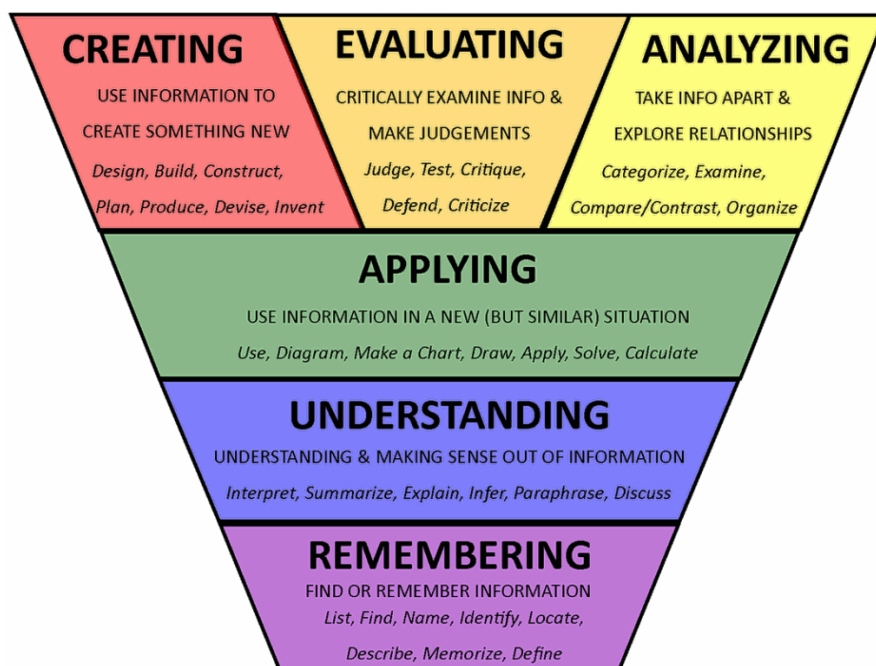 CREATING
USE INFORMATION TO
CREATE SOMETHING NEW
Design, Build, Construct,
Plan, Produce, Devise, Invent
EVALUATING
CRITICALLY EXAMINE INFO &
MAKE JUDGEMENTS
Judge, Test, Critique,
Defend, Criticize
ANALYZING
TAKE INFO APART &
EXPLORE RELATIONSHIPS
Categorize, Examine,
Compare/Contrast, Organize
APPLYING
USE INFORMATION IN A NEW (BUT SIMILAR) SITUATION
Use, Diagram, Make a Chart, Draw, Apply, Solve, Calculate
UNDERSTANDING
UNDERSTANDING & MAKING SENSE OUT OF INFORMATION
Interpret, Summarize, Explain, Infer, Paraphrase, Discuss
REMEMBERING
FIND OR REMEMBER INFORMATION
List, Find, Name, Identify, Locate,
Describe, Memorize, Define